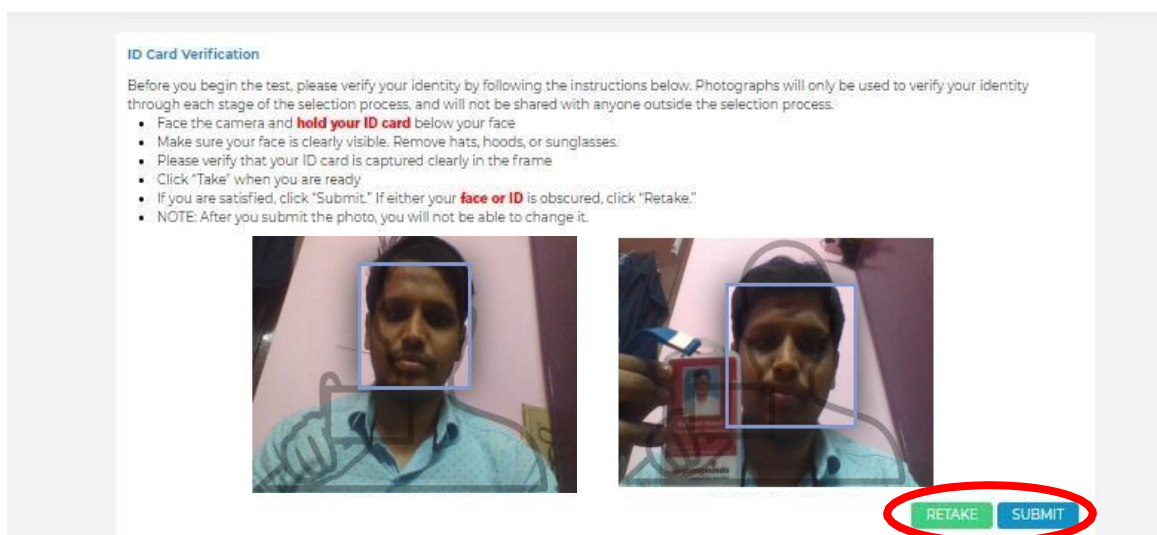 ID Card Verification
Before you begin the test, please verify your identity by following the instructions below. Photographs will only be used to verify your identity
through each stage of the selection process, and will not be shared with anyone outside the selection process.
• Face the camera and hold your ID card below your face
• Make sure your face is clearly visible. Remove hats, hoods, or sunglasses.
• Please verify that your ID card is captured clearly in the frame
• Click "Take" when you are ready
• If you are satisfied, click "Submit." If either your face or ID is obscured, click "Retake."
• NOTE: After you submit the photo, you will not be able to change it.
RETAKE SUBMIT